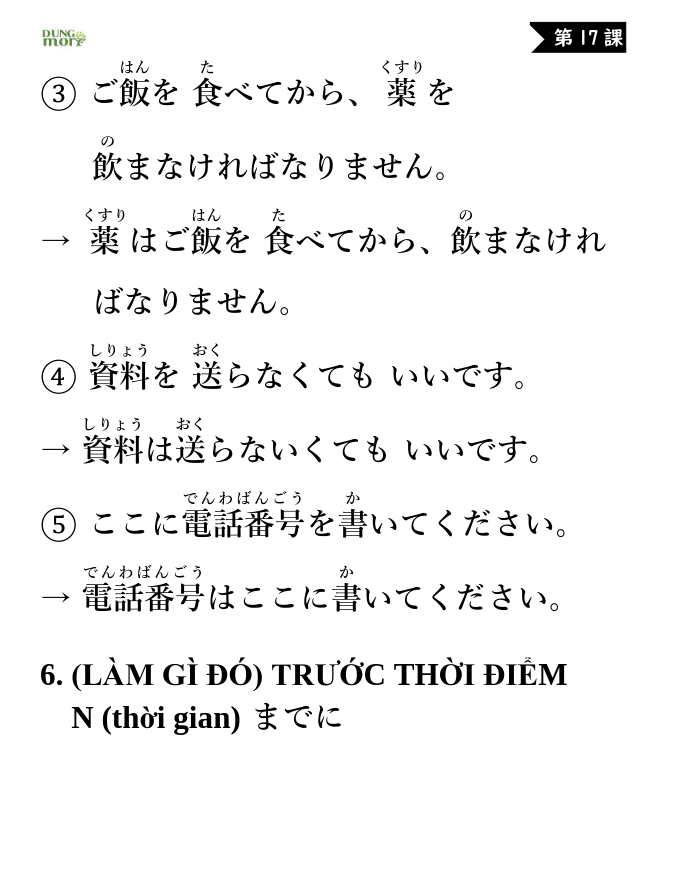 DUNG
mori
第 17 課
はん た くすり
③ ご飯を 食べてから、 薬 を
の
飲まなければなりません。
くすり はん た の
→ 薬 はご飯を 食べてから、飲まなけれ
ばなりません。
しりょう おく
④ 資料を 送らなくても いいです。
しりょう おく
→ 資料は送らないくても いいです。
でんわばんごう か
⑤ ここに電話番号を書いてください。
でんわばんごう か
→ 電話番号はここに書いてください。
6. (LÀM GÌ ĐÓ) TRƯỚC THỜI ĐIỂM
N (thời gian) までに